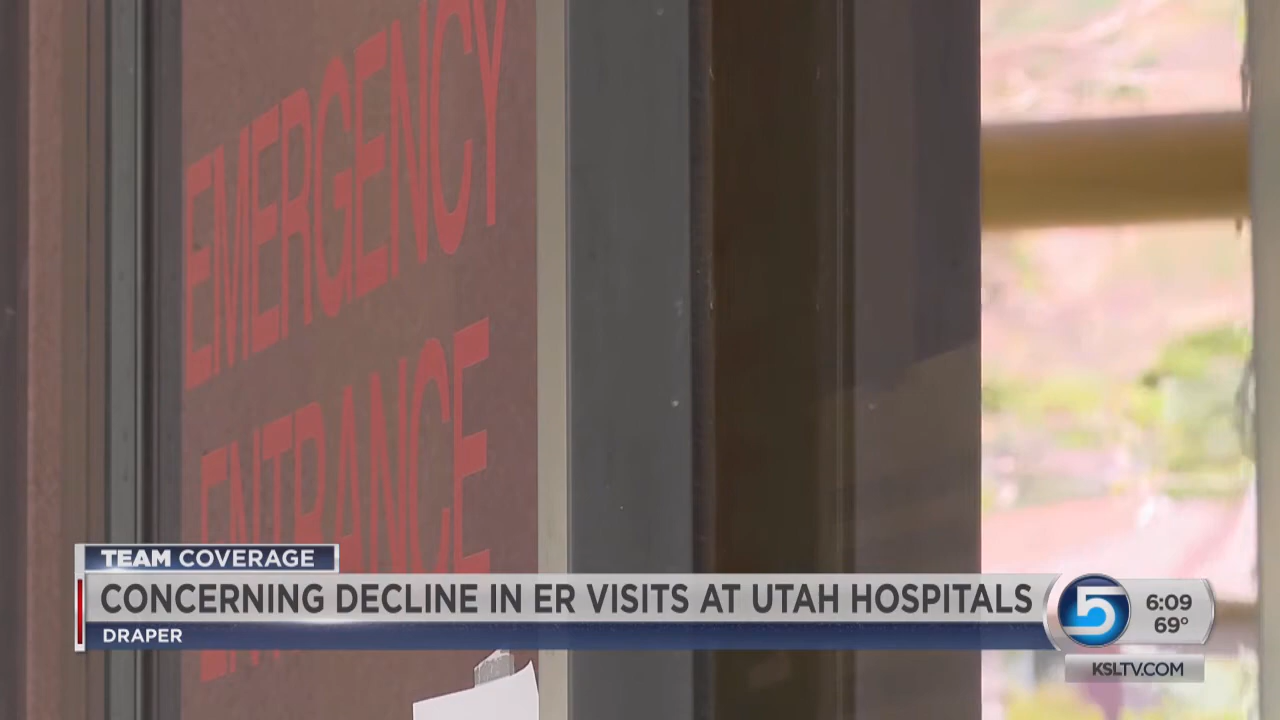 EMERGENCY
ENTRANCE
TEAM COVERAGE
CONCERNING DECLINE IN ER VISITS AT UTAH HOSPITALS
DRAPER
5
6:09
69°
KSLTV.COM